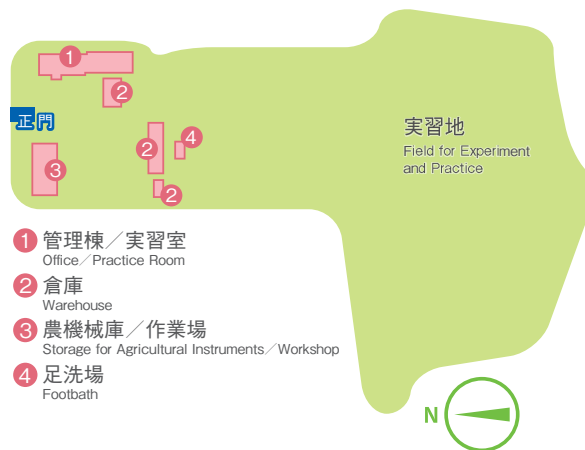 1
2
正門
2
4
3
2
実習地
Field for Experiment
and Practice
1 管理棟／実習室
Office／Practice Room
2 倉庫
Warehouse
3 農機械庫／作業場
Storage for Agricultural Instruments／Workshop
4 足洗場
Footbath
N